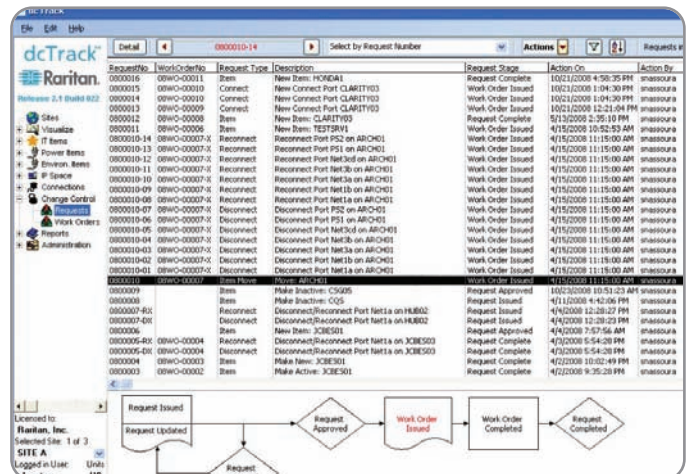 dcTrack
File Edit Help
dcTrack™
Raritan.
Release 2.1 Build 022
Sites
Visualize
IT Items
Power Items
Environ. Items
IP Space
Connections
Change Control
Requests
Work Orders
Reports
Administration
Licensed to:
Raritan, Inc.
Selected Site: 1 of 3
SITE A
Logged in User: Units
Detail 0800010-14 Select by Request Number Actions Requests in
RequestNo WorkOrderNo Request Type Description Request Stage Action On Action By
0800016 08WO-00011 Item New Item: HONDA1 Work Order Issued 10/21/2008 4:58:35 PM snassoura
0800015 08WO-00010 Connect New Connect Port CLARITY03 Work Order Issued 10/21/2008 1:04:30 PM snassoura
0800014 08WO-00010 Connect New Connect Port CLARITY03 Work Order Issued 10/21/2008 1:04:30 PM snassoura
0800013 08WO-00009 Connect New Connect Port CLARITY03 Work Order Issued 10/21/2008 12:21:04 PM snassoura
0800012 08WO-00008 Item New Item: CLARITY03 Request Complete 5/13/2008 2:35:10 PM snassoura
0800011 08WO-00006 Item New Item: TESTSRV1 Work Order Issued 4/15/2008 10:52:53 AM snassoura
0800010-14 08WO-00007-X Reconnect Reconnect Port PS2 on ARCH01 Work Order Issued 4/15/2008 11:15:00 AM snassoura
0800010-13 08WO-00007-X Reconnect Reconnect Port PS1 on ARCH01 Work Order Issued 4/15/2008 11:15:00 AM snassoura
0800010-12 08WO-00007-X Reconnect Reconnect Port Net3cd on ARCH01 Work Order Issued 4/15/2008 11:15:00 AM snassoura
0800010-11 08WO-00007-X Reconnect Reconnect Port Net3b on ARCH01 Work Order Issued 4/15/2008 11:15:00 AM snassoura
0800010-10 08WO-00007-X Reconnect Reconnect Port Net3a on ARCH01 Work Order Issued 4/15/2008 11:15:00 AM snassoura
0800010-09 08WO-00007-X Reconnect Reconnect Port Net1b on ARCH01 Work Order Issued 4/15/2008 11:15:00 AM snassoura
0800010-08 08WO-00007-X Reconnect Reconnect Port Net1a on ARCH01 Work Order Issued 4/15/2008 11:15:00 AM snassoura
0800010-07 08WO-00007-X Disconnect Disconnect Port PS2 on ARCH01 Work Order Issued 4/15/2008 11:15:00 AM snassoura
0800010-06 08WO-00007-X Disconnect Disconnect Port PS1 on ARCH01 Work Order Issued 4/15/2008 11:15:00 AM snassoura
0800010-05 08WO-00007-X Disconnect Disconnect Port Net3cd on ARCH01 Work Order Issued 4/15/2008 11:15:00 AM snassoura
0800010-04 08WO-00007-X Disconnect Disconnect Port Net3b on ARCH01 Work Order Issued 4/15/2008 11:15:00 AM snassoura
0800010-03 08WO-00007-X Disconnect Disconnect Port Net3a on ARCH01 Work Order Issued 4/15/2008 11:15:00 AM snassoura
0800010-02 08WO-00007-X Disconnect Disconnect Port Net1b on ARCH01 Work Order Issued 4/15/2008 11:15:00 AM snassoura
0800010-01 08WO-00007-X Disconnect Disconnect Port Net1a on ARCH01 Work Order Issued 4/15/2008 11:15:00 AM snassoura
0800010 08WO-00007 Item Move Move: ARCH01 Work Order Issued 4/15/2008 11:15:00 AM snassoura
0800009 Item Make Inactive: CSG05 Request Approved 10/23/2008 10:51:23 AM snassoura
0800008 Item Make Inactive: CQS Request Issued 4/11/2008 4:42:06 PM snassoura
0800007-RX Reconnect Disconnect/Reconnect Port Net1a on HUB02 Request Issued 4/4/2008 12:28:27 PM snassoura
0800007-DX Disconnect Disconnect/Reconnect Port Net1a on HUB02 Request Issued 4/4/2008 12:28:23 PM snassoura
0800006 Item New Item: JCBES01 Request Approved 4/4/2008 7:57:56 AM snassoura
0800005-RX 08WO-00004 Reconnect Disconnect/Reconnect Port Net1a on JCBES03 Request Complete 4/3/2008 5:54:28 PM snassoura
0800005-DX 08WO-00004 Disconnect Disconnect/Reconnect Port Net1a on JCBES03 Request Complete 4/3/2008 5:54:28 PM snassoura
0800004 08WO-00003 Item Make New: JCBES01 Request Complete 4/2/2008 10:02:49 PM snassoura
0800003 08WO-00002 Item Make Active: JCBES01 Request Complete 4/2/2008 9:35:28 PM snassoura
Request Issued
Request Updated
Request Approved
Work Order Issued
Work Order Completed
Request Completed
Request